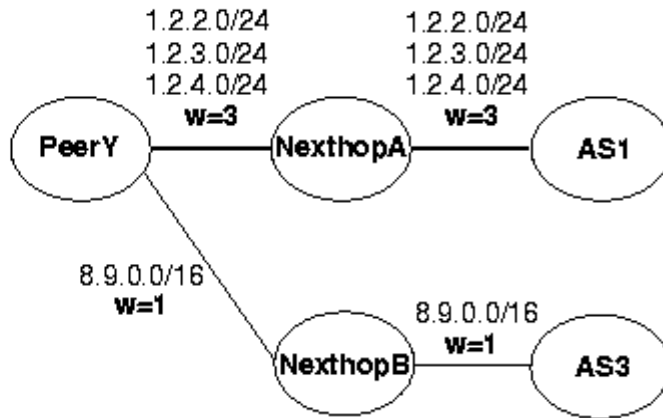 1.2.2.0/24
1.2.3.0/24
1.2.4.0/24
w=3
1.2.2.0/24
1.2.3.0/24
1.2.4.0/24
w=3
PeerY
NexthopA
AS1
8.9.0.0/16
w=1
8.9.0.0/16
w=1
NexthopB
AS3